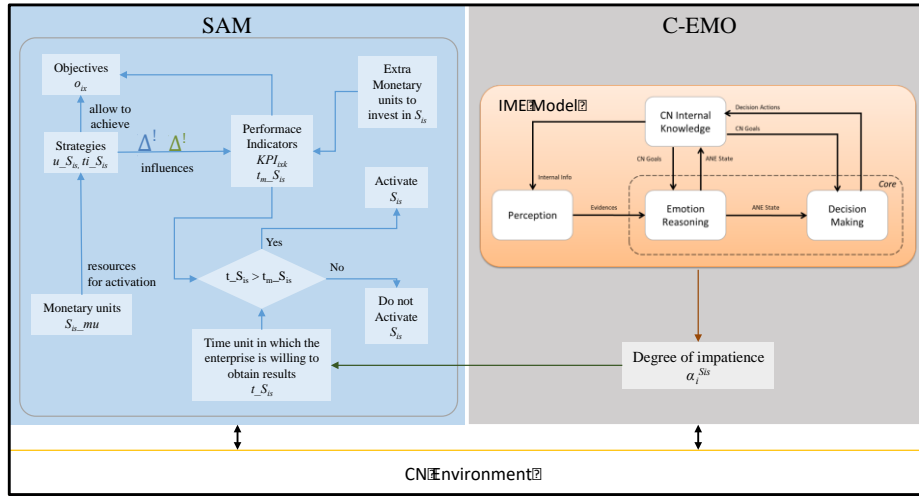 SAM
Objectives
o_is
allow to
achieve
Strategies
u_S_is, ti_S_is
Δ! Δ!
influences
Performace
Indicators
KPI_ixk
t_m_S_is
Extra
Monetary
units to
invest in S_is
Activate
S_is
Yes
t_S_is > t_m_S_is
No
Do not
Activate
S_is
resources
for activation
Monetary units
S_is_mu
Time unit in which the
enterprise is willing to
obtain results
t_S_is
C-EMO
IME Model
CN Internal
Knowledge
Decision Actions
CN Goals
CN Goals
ANE State
Internal Info
Core
Perception
Evidences
Emotion
Reasoning
ANE State
Decision
Making
Degree of impatience
α_i^Sis
CN Environment